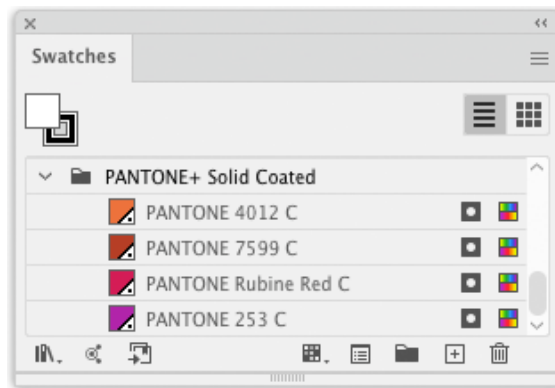 Swatches
PANTONE+ Solid Coated
PANTONE 4012 C
PANTONE 7599 C
PANTONE Rubine Red C
PANTONE 253 C